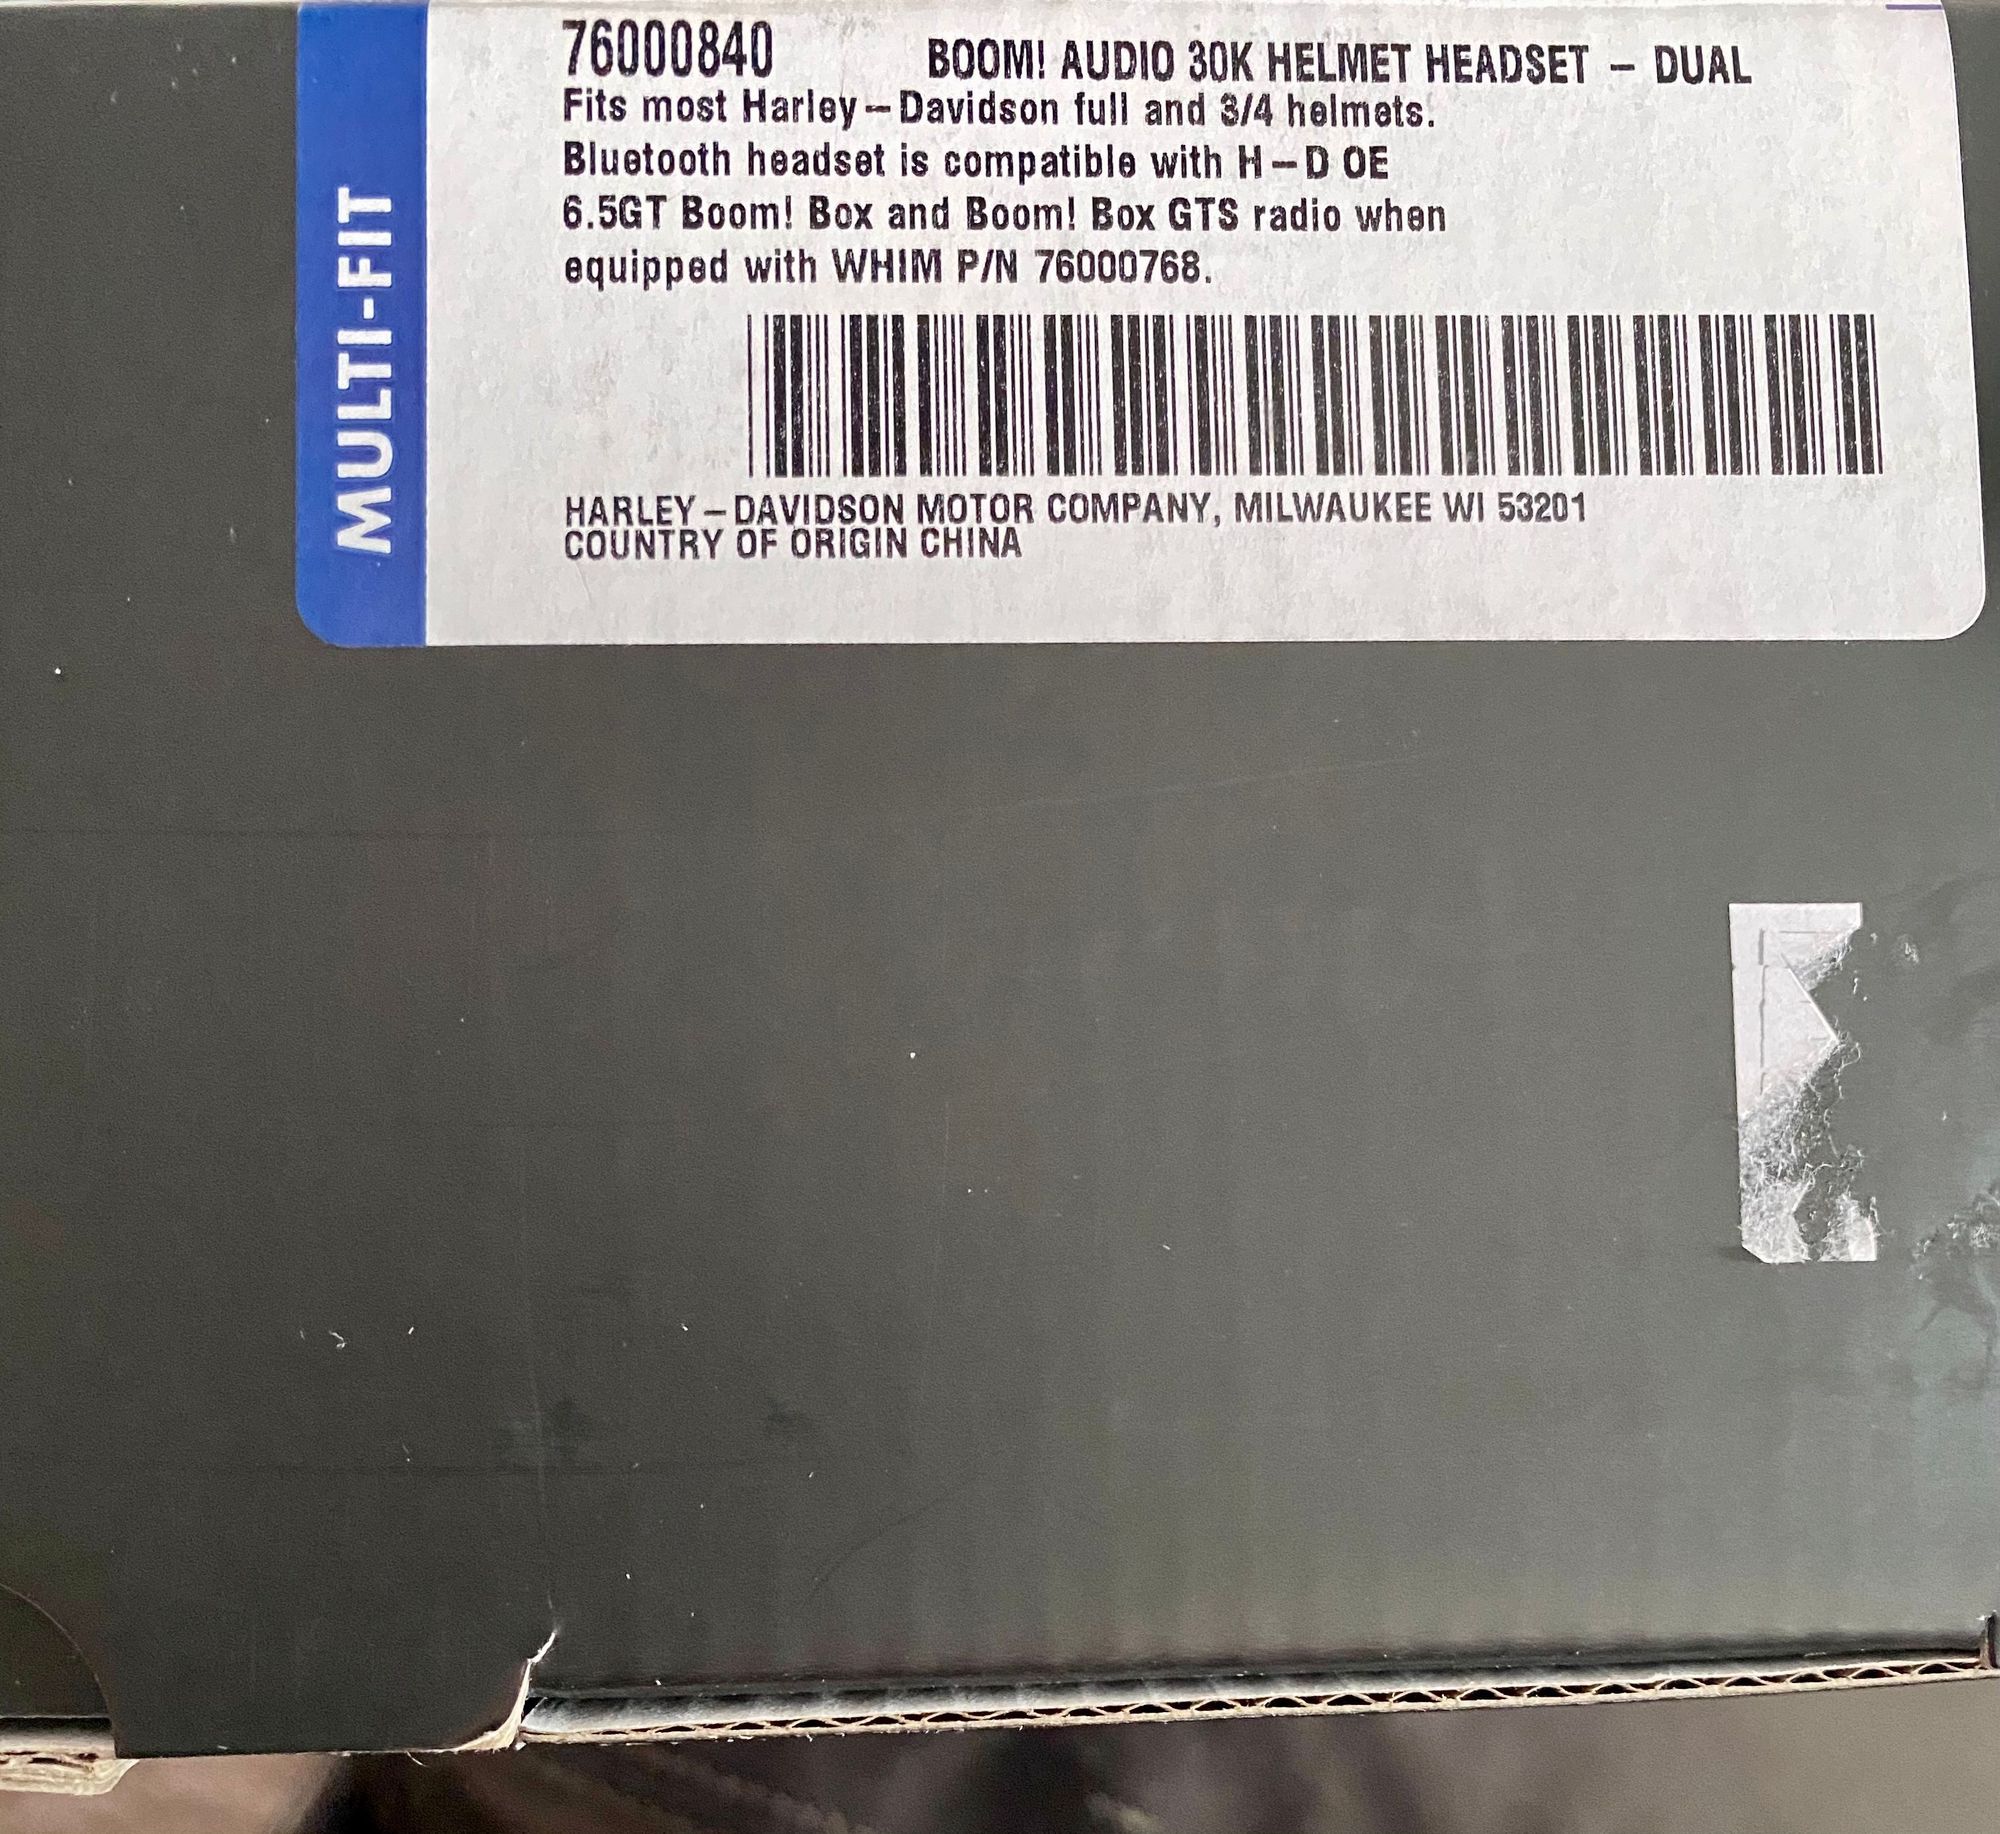 76000840 BOOM! AUDIO 30K HELMET HEADSET – DUAL
Fits most Harley–Davidson full and 3/4 helmets.
Bluetooth headset is compatible with H–D OE
6.5GT Boom! Box and Boom! Box GTS radio when
equipped with WHIM P/N 76000768.
HARLEY–DAVIDSON MOTOR COMPANY, MILWAUKEE WI 53201
COUNTRY OF ORIGIN CHINA
MULTI-FIT